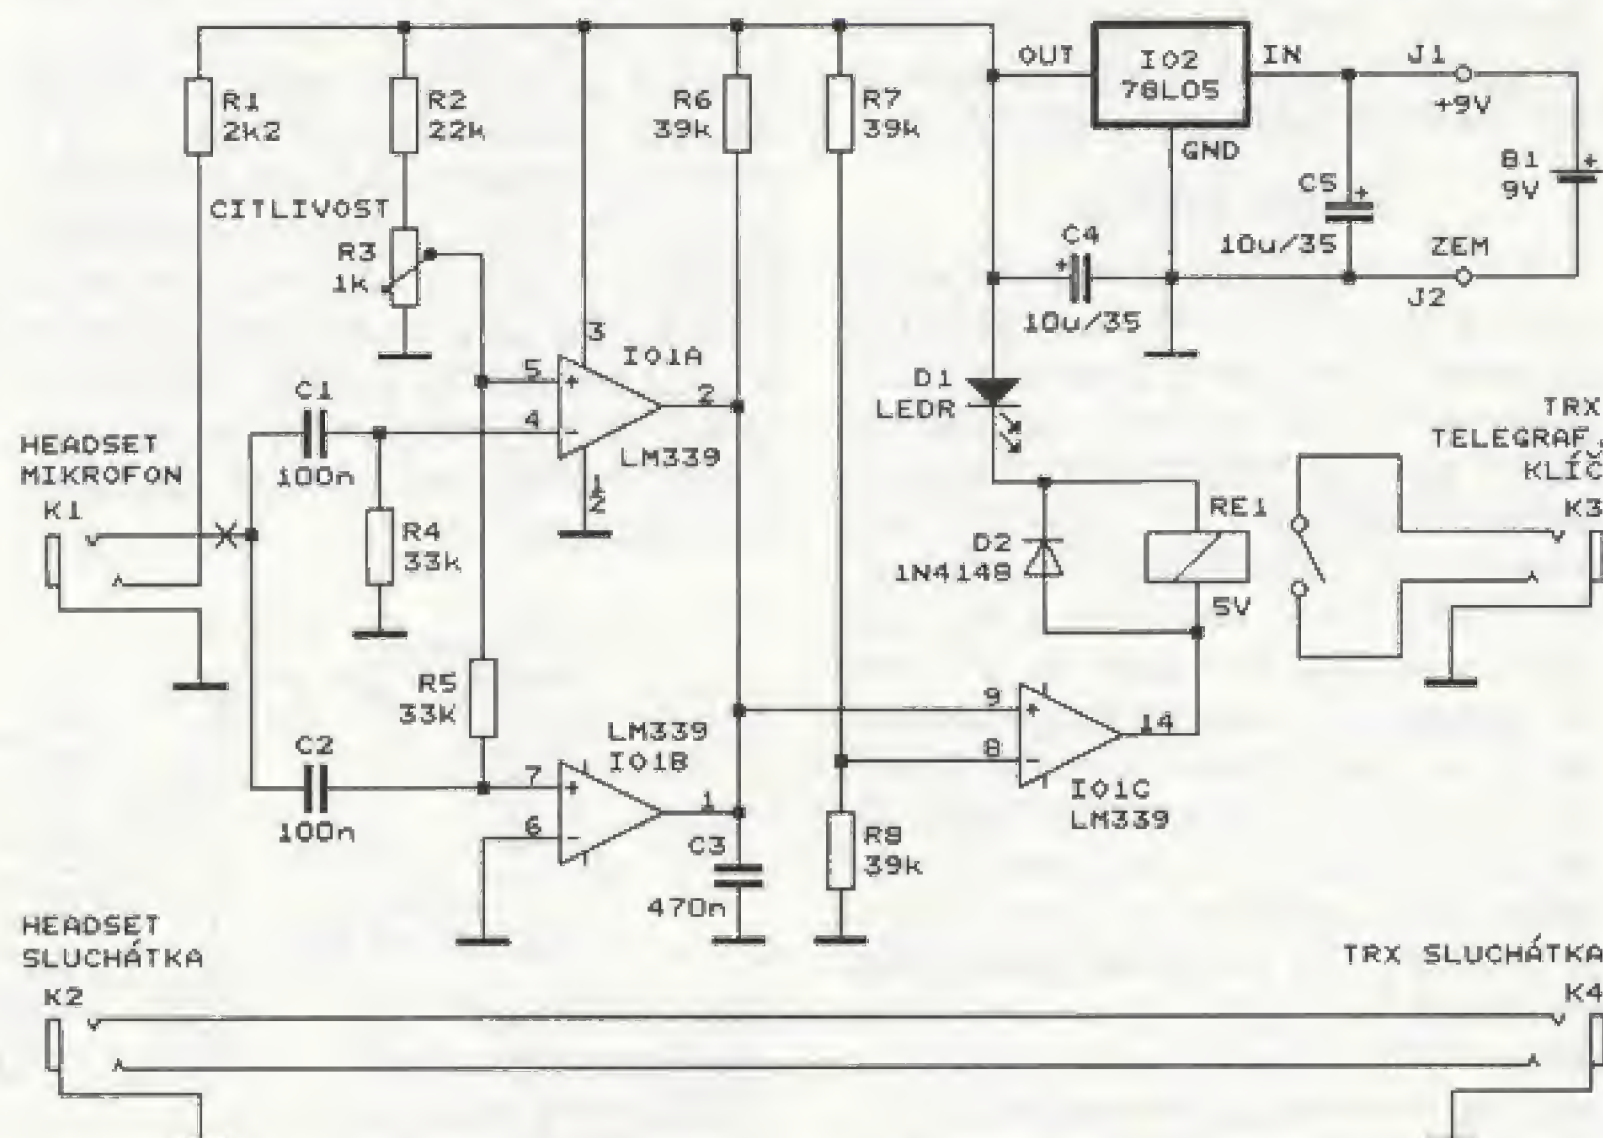 R1
2k2
R2
22k
R6
39k
R7
39k
OUT
IO2
78L05
IN
GND
J1
+9V
B1
9V
+
C5
+
10u/35
ZEM
J2
C4
+
10u/35
CITLIVOST
R3
1k
3
IO1A
5
+
4
-
2
12
LM339
C1
100n
HEADSET
MIKROFON
K1
R4
33k
R5
33k
C2
100n
LM339
IO1B
7
+
6
-
1
C3
470n
D1
LEDR
D2
1N4148
RE1
5V
TRX
TELEGRAF.
KLÍČ
K3
9
+
8
-
14
IO1C
LM339
R8
39k
HEADSET
SLUCHÁTKA
K2
TRX SLUCHÁTKA
K4